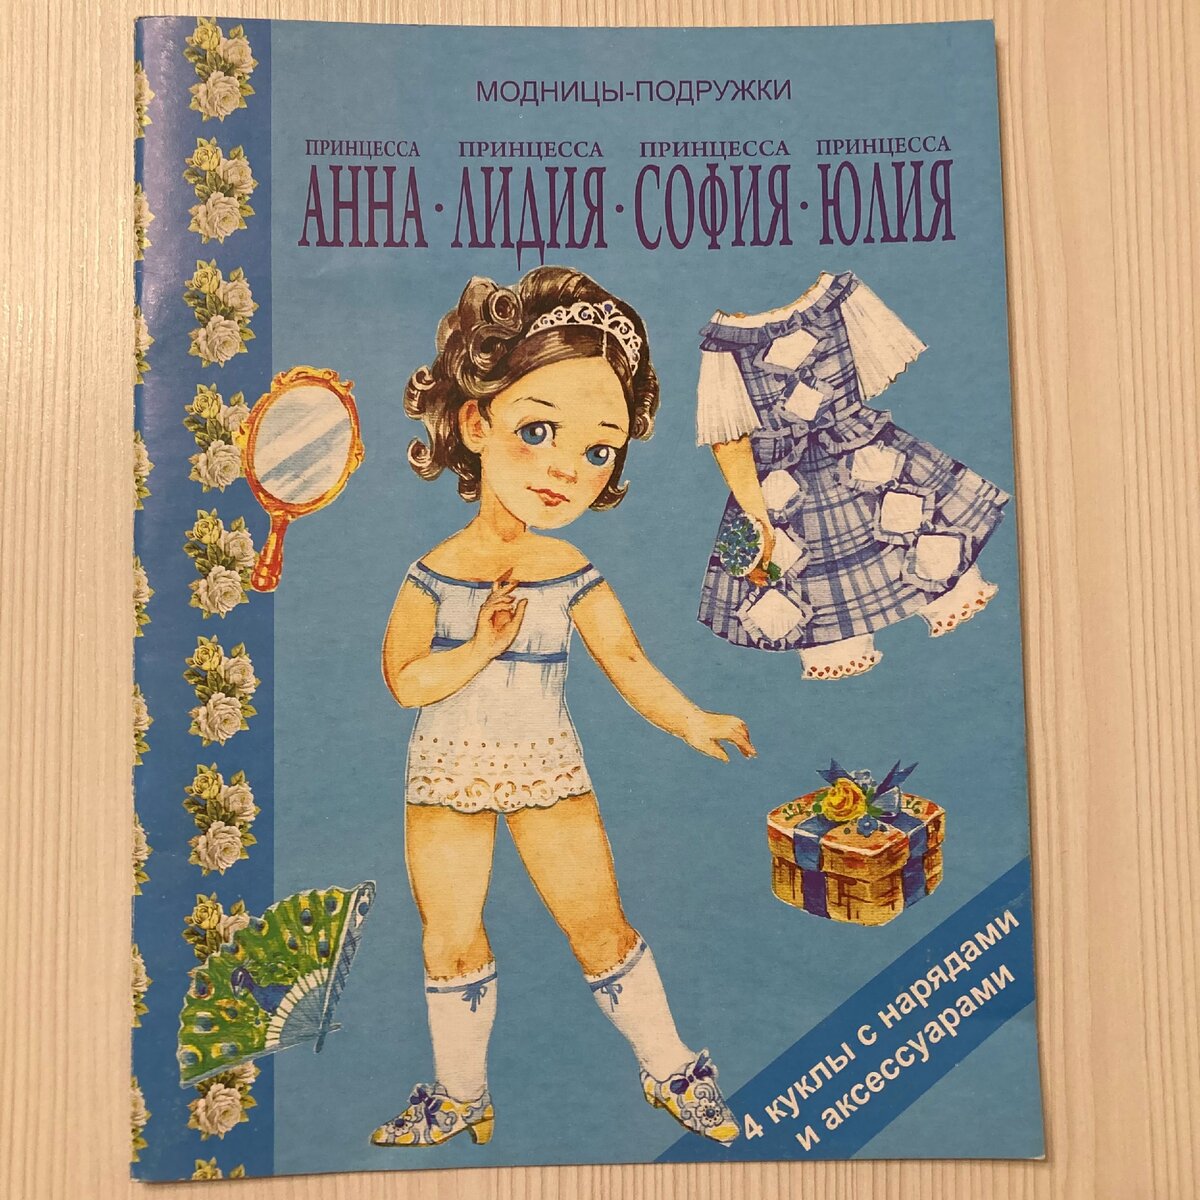 МОДНИЦЫ-ПОДРУЖКИ
ПРИНЦЕССА ПРИНЦЕССА ПРИНЦЕССА ПРИНЦЕССА
АННА · ЛИДИЯ · СОФИЯ · ЮЛИЯ
4 куклы с нарядами
и аксессуарами